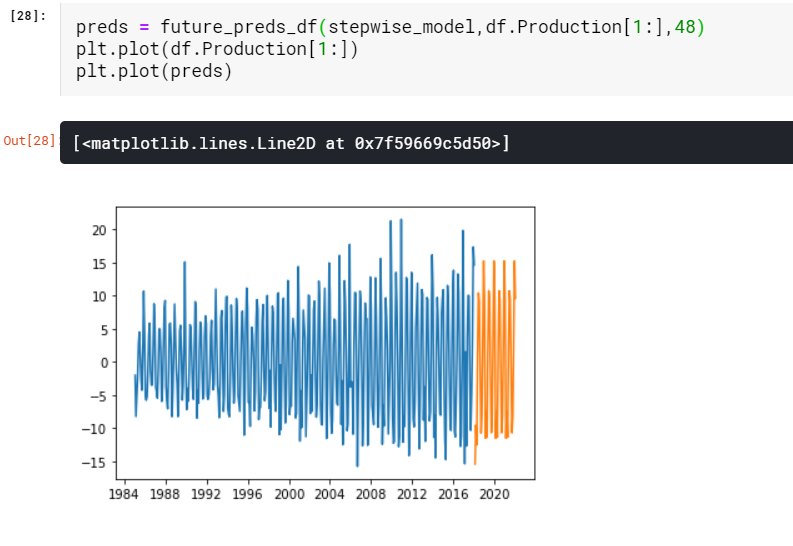 [28]:
preds = future_preds_df(stepwise_model,df.Production[1:],48)
plt.plot(df.Production[1:])
plt.plot(preds)
Out[28]:
[<matplotlib.lines.Line2D at 0x7f59669c5d50>]
20
15
10
5
0
−5
−10
−15
1984 1988 1992 1996 2000 2004 2008 2012 2016 2020